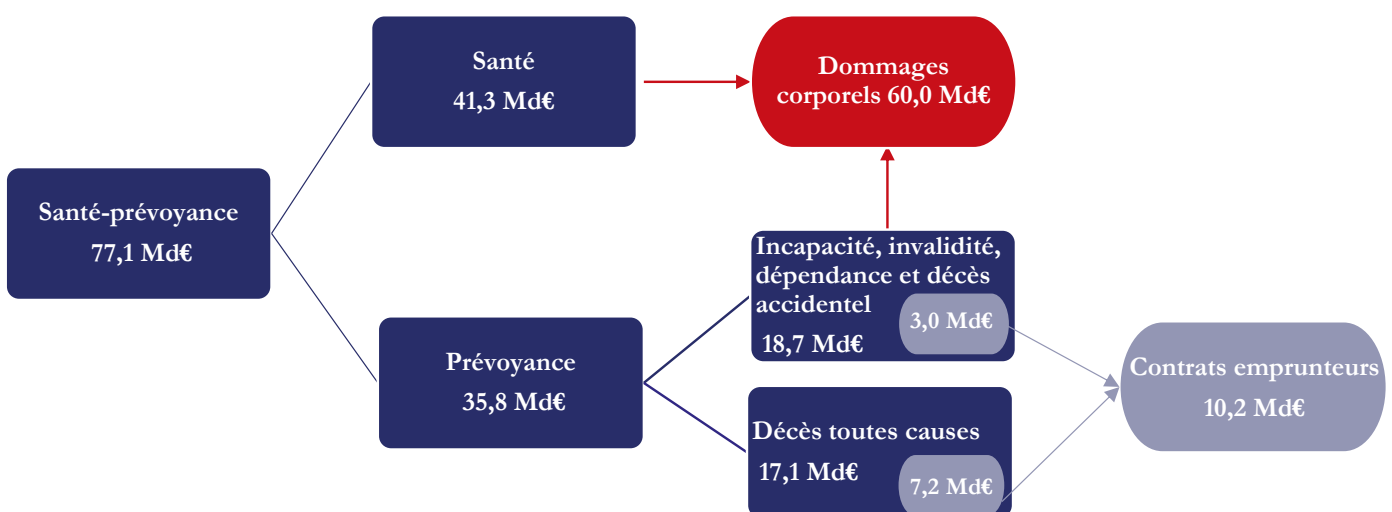 Santé
41,3 Md€
Dommages
corporels 60,0 Md€
Santé-prévoyance
77,1 Md€
Incapacité, invalidité,
dépendance et décès
accidentel
3,0 Md€
18,7 Md€
Prévoyance
35,8 Md€
Contrats emprunteurs
10,2 Md€
Décès toutes causes
17,1 Md€
7,2 Md€